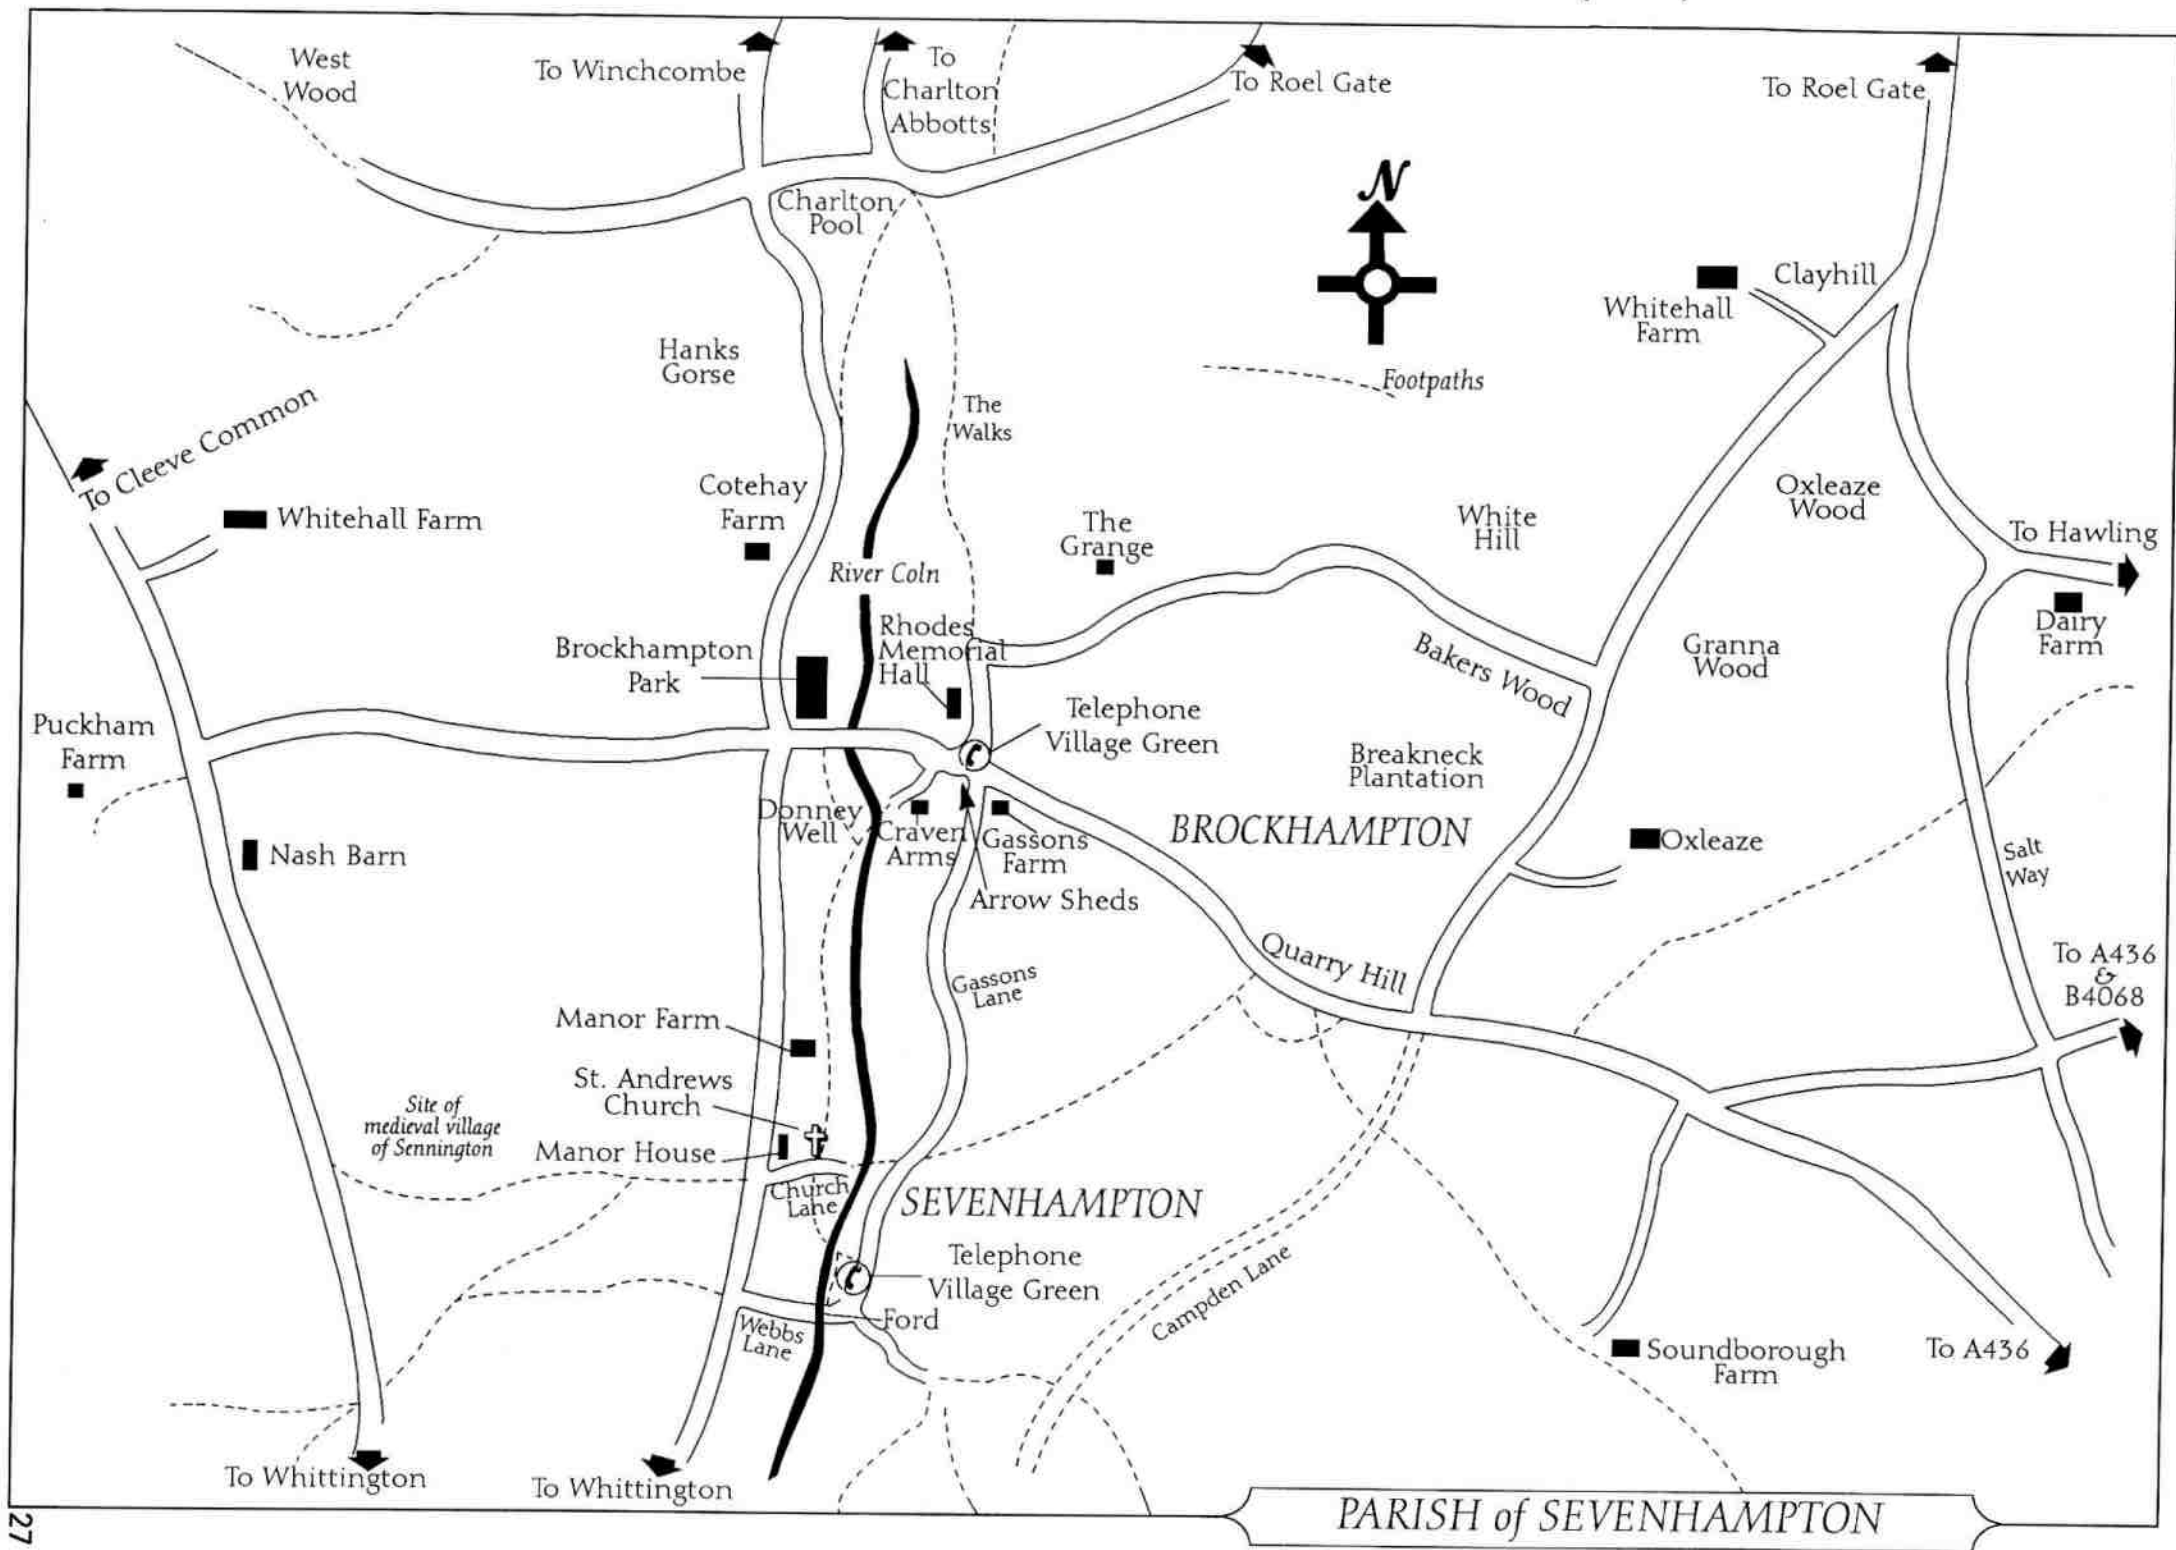 West
Wood
To Winchcombe
To
Charlton
Abbotts
To Roel Gate
To Roel Gate
N
Charlton
Pool
Clayhill
Whitehall
Farm
Hanks
Gorse
Footpaths
The
Walks
To Cleeve Common
Whitehall Farm
Cotehay
Farm
River Coln
The
Grange
White
Hill
Oxleaze
Wood
To Hawling
Dairy
Farm
Brockhampton
Park
Rhodes
Memorial
Hall
Bakers Wood
Granna
Wood
Puckham
Farm
Telephone
Village Green
Breakneck
Plantation
Nash Barn
Donney
Well
Craven
Arms
Gassons
Farm
Arrow Sheds
BROCKHAMPTON
Oxleaze
Salt
Way
Quarry Hill
Gassons
Lane
To A436
&
B4068
Manor Farm
St. Andrews
Church
Manor House
Site of
medieval village
of Sennington
Church
Lane
SEVENHAMPTON
Telephone
Village Green
Ford
Webbs
Lane
Campden Lane
Soundborough
Farm
To A436
To Whittington
To Whittington
PARISH of SEVENHAMPTON
27